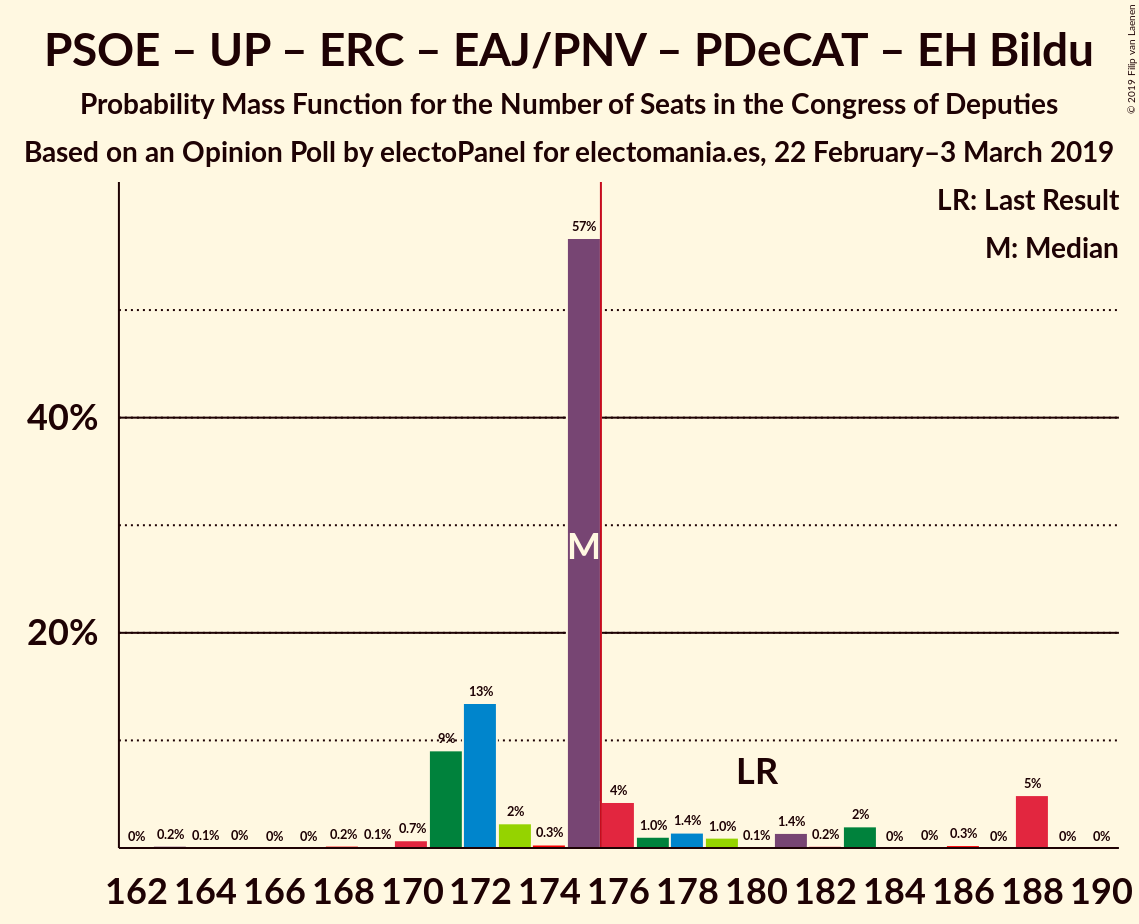 PSOE – UP – ERC – EAJ/PNV – PDeCAT – EH Bildu
Probability Mass Function for the Number of Seats in the Congress of Deputies
Based on an Opinion Poll by electoPanel for electomania.es, 22 February–3 March 2019
© 2019 Filip van Laenen
LR: Last Result
M: Median
57%
40%
M
20%
13%
9%
LR
0% 0.2% 0.1% 0% 0% 0% 0.2% 0.1% 0.7% 2% 0.3% 4% 1.0% 1.4% 1.0% 0.1% 1.4% 0.2% 2% 0% 0% 0.3% 0% 5% 0% 0%
162 164 166 168 170 172 174 176 178 180 182 184 186 188 190